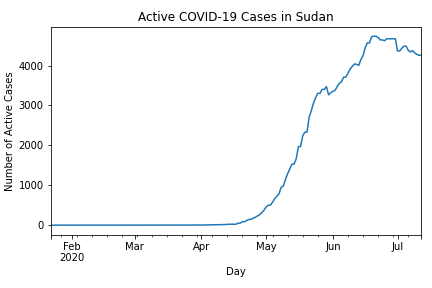 Active COVID-19 Cases in Sudan
Number of Active Cases
4000
3000
2000
1000
0
Feb Mar Apr May Jun Jul
2020
Day